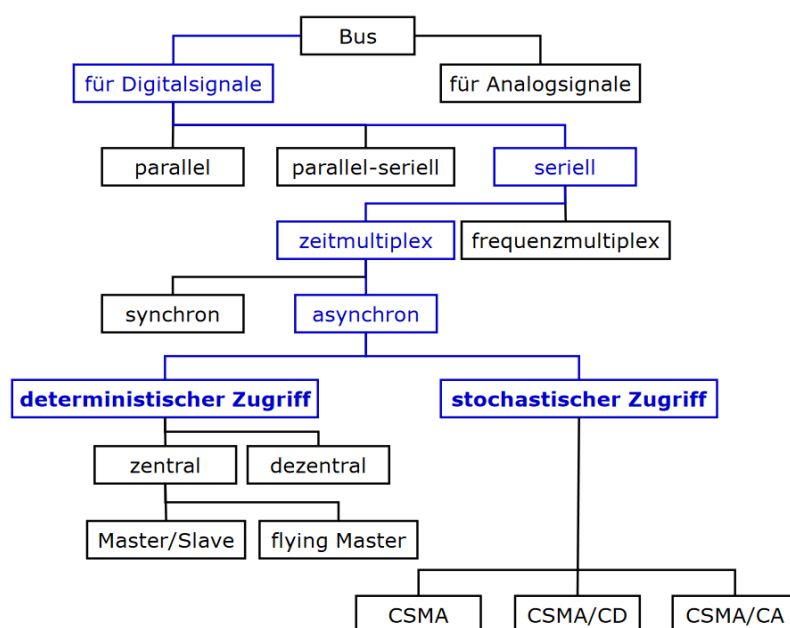 Bus
für Digitalsignale
für Analogsignale
parallel
parallel-seriell
seriell
zeitmultiplex
frequenzmultiplex
synchron
asynchron
deterministischer Zugriff
stochastischer Zugriff
zentral
dezentral
Master/Slave
flying Master
CSMA
CSMA/CD
CSMA/CA